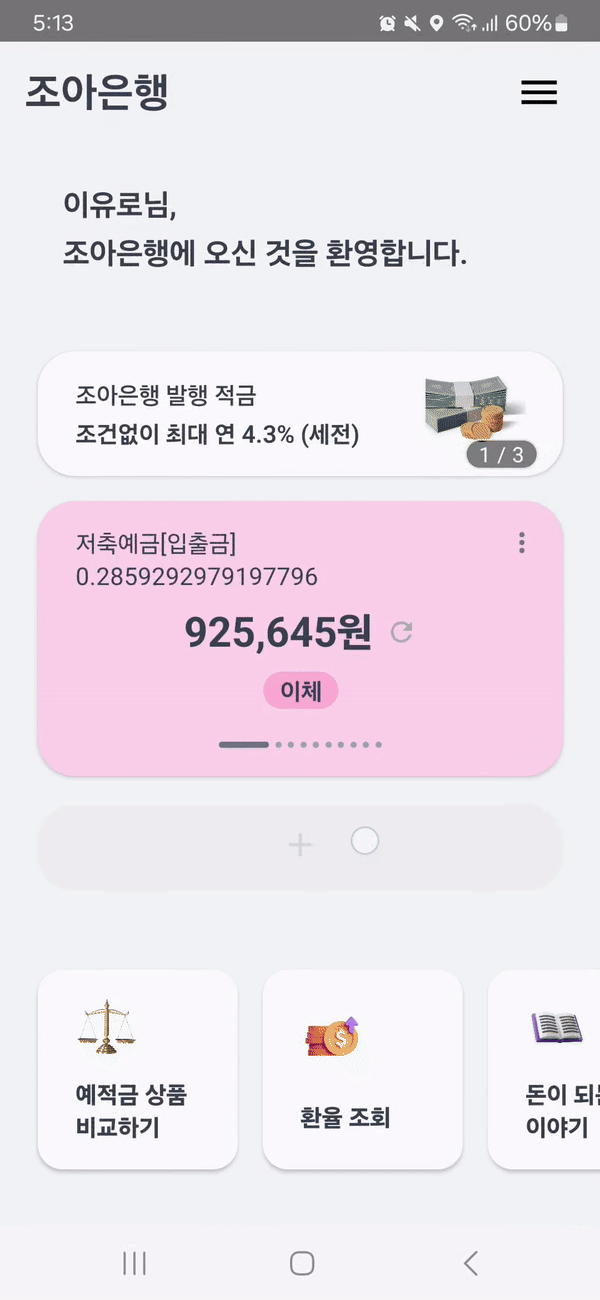 5:13
60%
조아은행
이유로님,
조아은행에 오신 것을 환영합니다.
조아은행 발행 적금
조건없이 최대 연 4.3% (세전)
1 / 3
저축예금[입출금]
0.2859292979197796
925,645원
이체
+
예적금 상품
비교하기
환율 조회
돈이 되는
이야기